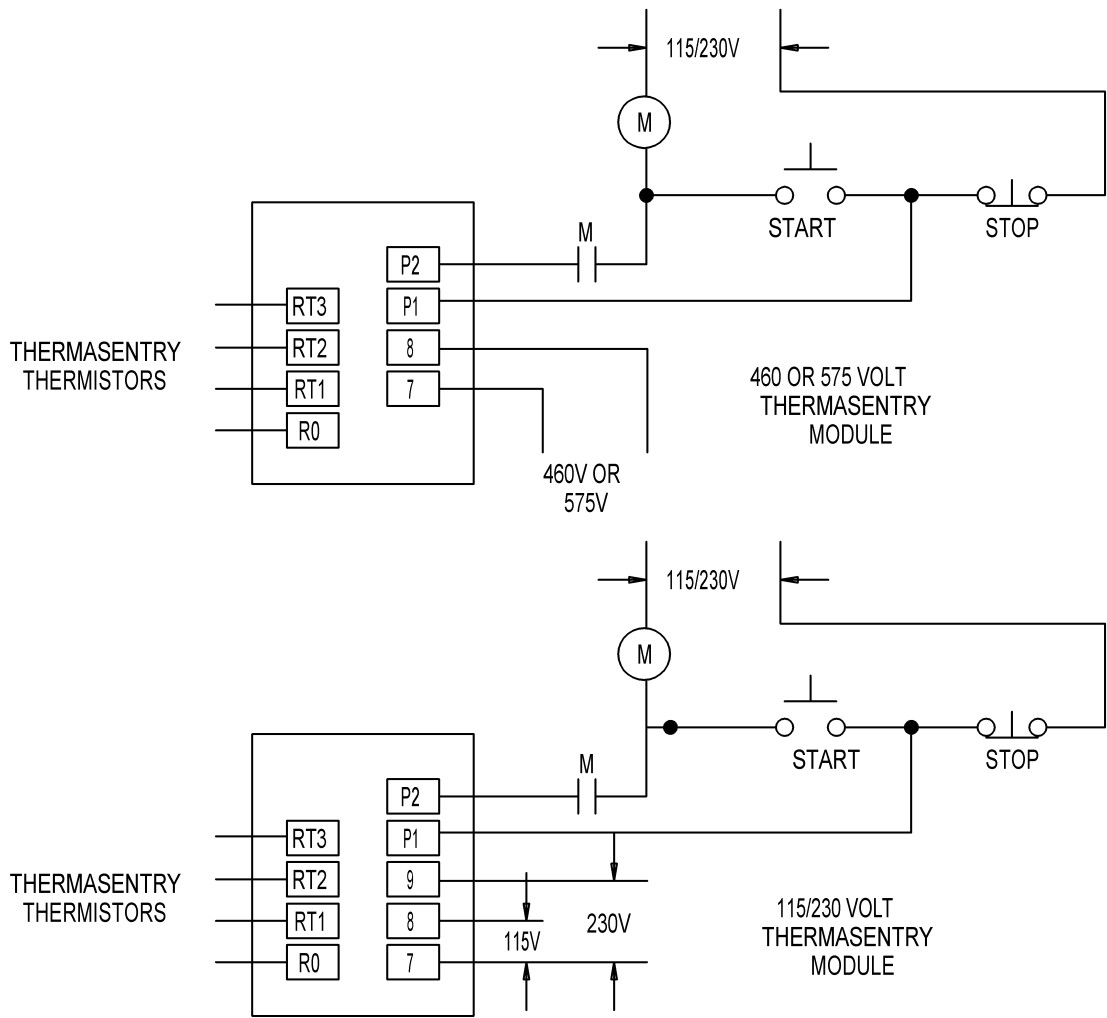 115/230V
M
START
STOP
M
P2
P1
8
7
RT3
RT2
RT1
R0
THERMASENTRY
THERMISTORS
460 OR 575 VOLT
THERMASENTRY
MODULE
460V OR
575V
115/230V
M
START
STOP
M
P2
P1
9
8
7
RT3
RT2
RT1
R0
THERMASENTRY
THERMISTORS
115V
230V
115/230 VOLT
THERMASENTRY
MODULE